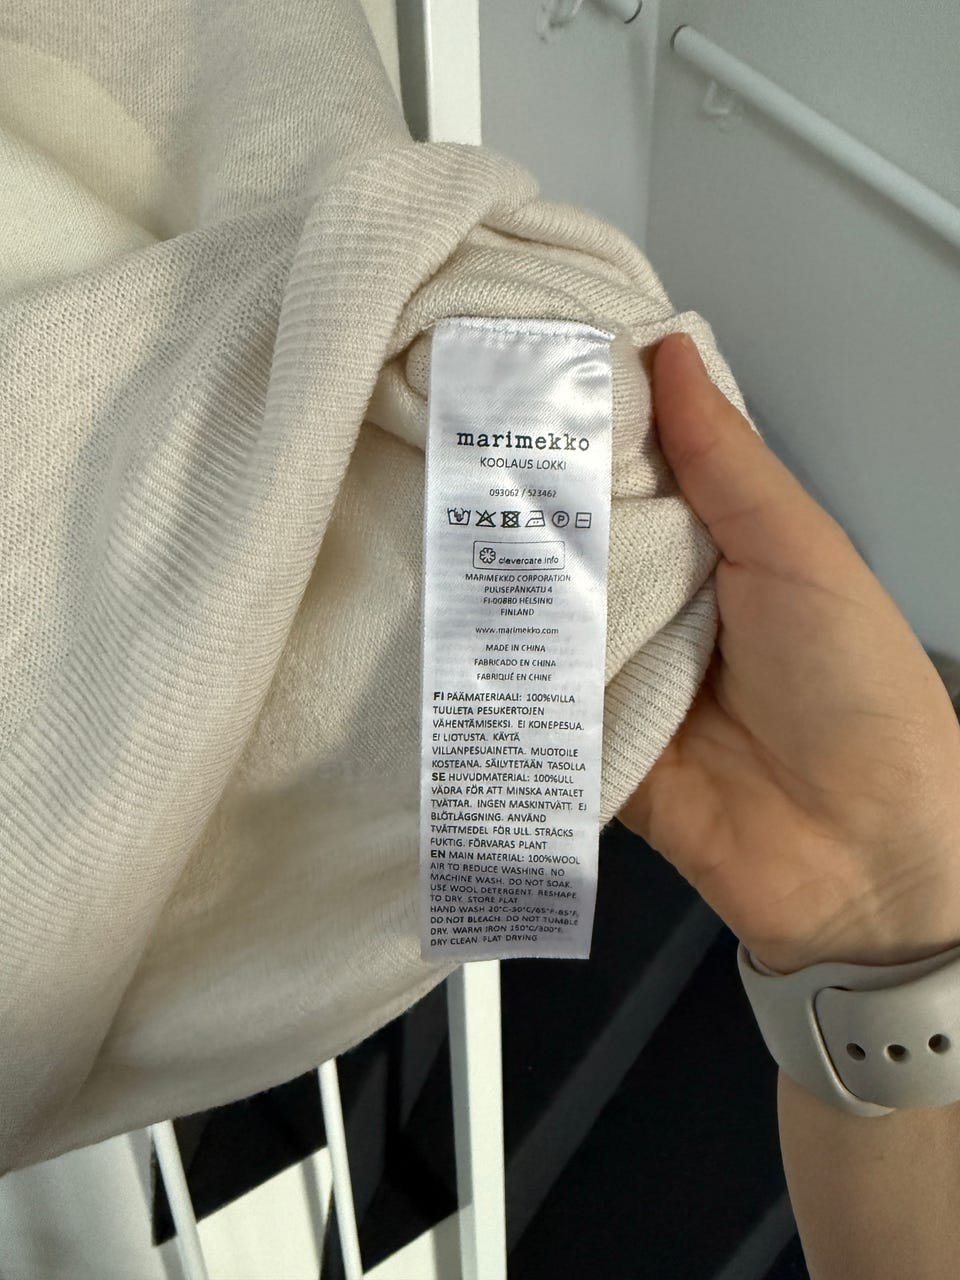 marimekko
KOOLAUS LOKKI
093062 / 523462
P
clevercare.info
MARIMEKKO CORPORATION
PUUSEPÄNKATU 4
FI-00880 HELSINKI
FINLAND
www.marimekko.com
MADE IN CHINA
FABRICADO EN CHINA
FABRIQUÉ EN CHINE
FI PÄÄMATERIAALI: 100%VILLA
TUULETA PESUKERTOJEN
VÄHENTÄMISEKSI. EI KONEPESUA.
EI LIOTUSTA. KÄYTÄ
VILLANPESUAINETTA. MUOTOILE
KOSTEANA. SÄILYTETÄÄN TASOLLA
SE HUVUDMATERIAL: 100%ULL
VÄDRA FÖR ATT MINSKA ANTALET
TVÄTTAR. INGEN MASKINTVÄTT. EJ
BLÖTLÄGGNING. ANVÄND
TVÄTTMEDEL FÖR ULL. STRÄCKS
FUKTIG. FÖRVARAS PLANT
EN MAIN MATERIAL: 100%WOOL
AIR TO REDUCE WASHING. NO
MACHINE WASH. DO NOT SOAK.
USE WOOL DETERGENT. RESHAPE
TO DRY. STORE FLAT
HAND WASH 20°C-30°C/65°F-85°F,
DO NOT BLEACH. DO NOT TUMBLE
DRY. WARM IRON 150°C/300°F.
DRY CLEAN. FLAT DRYING